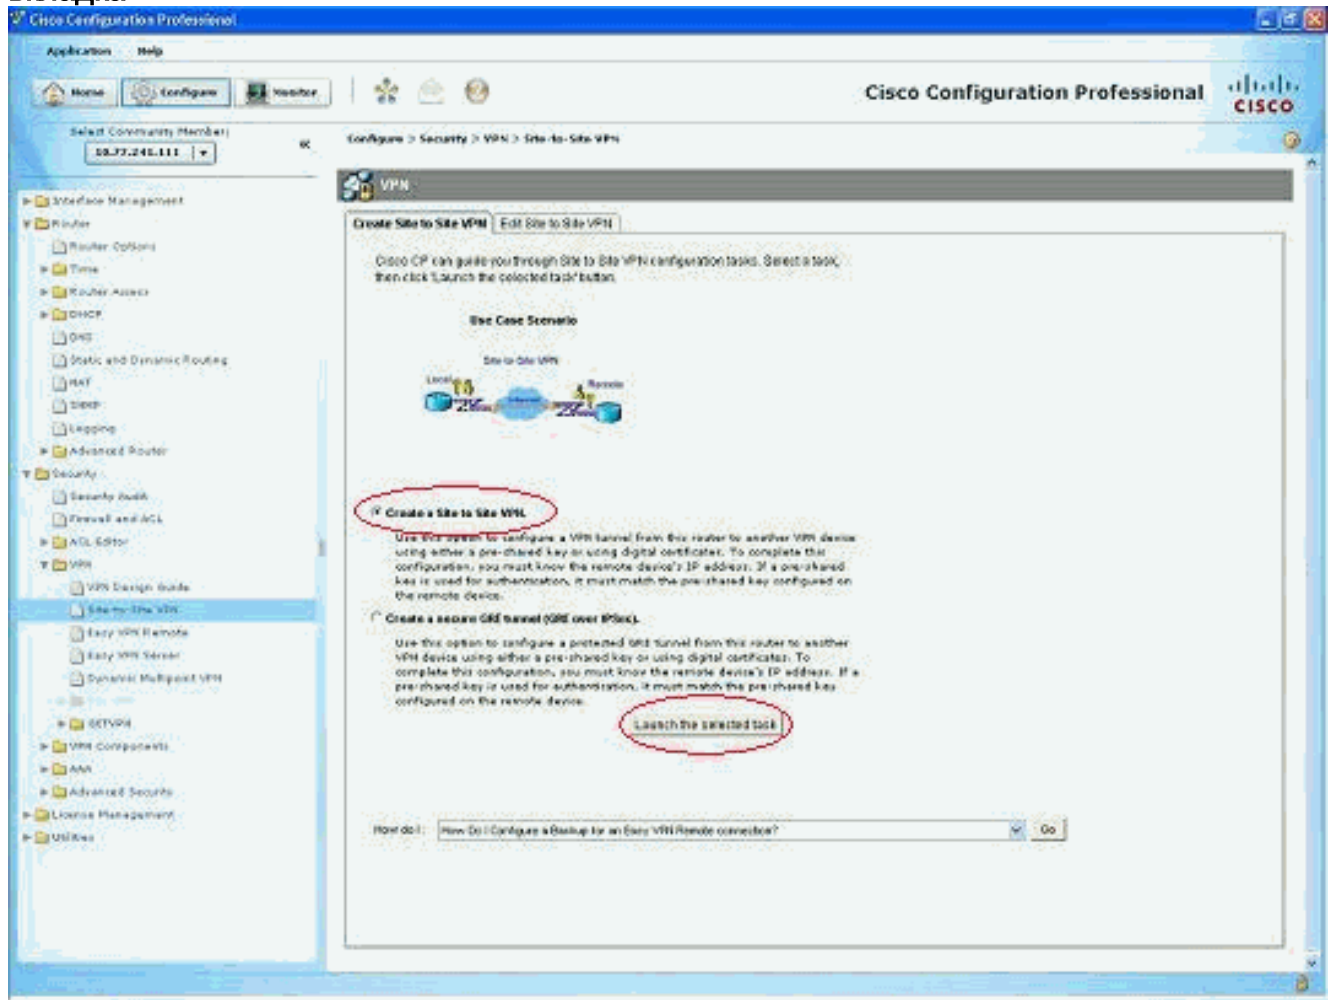 Cisco Configuration Professional
Application Help
Home Configure Monitor
Cisco Configuration Professional
CISCO
Select Community Member:
10.77.241.111
Configure > Security > VPN > Site-to-Site VPN
Interface Management
Router
Router Options
Time
Router Access
DHCP
DNS
Static and Dynamic Routing
NAT
SNMP
Logging
Advanced Router
Security
Security Audit
Firewall and ACL
ACL Editor
VPN
VPN Design Guide
Site-to-Site VPN
Easy VPN Remote
Easy VPN Server
Dynamic Multipoint VPN
GETVPN
VPN Components
AAA
Advanced Security
License Management
Utilities
VPN
Create Site to Site VPN Edit Site to Site VPN
Cisco CP can guide you through Site to Site VPN configuration tasks. Select a task,
then click 'Launch the selected task' button.
Use Case Scenario
Site-to-Site VPN
Local Internet Remote
Create a Site to Site VPN.
Use this option to configure a VPN tunnel from this router to another VPN device
using either a pre-shared key or using digital certificates. To complete this
configuration, you must know the remote device's IP address. If a pre-shared
key is used for authentication, it must match the pre-shared key configured on
the remote device.
Create a secure GRE tunnel (GRE over IPSec).
Use this option to configure a protected GRE tunnel from this router to another
VPN device using either a pre-shared key or using digital certificates. To
complete this configuration, you must know the remote device's IP address. If a
pre-shared key is used for authentication, it must match the pre-shared key
configured on the remote device.
Launch the selected task
How do I: How Do I Configure a Backup for an Easy VPN Remote connection? Go